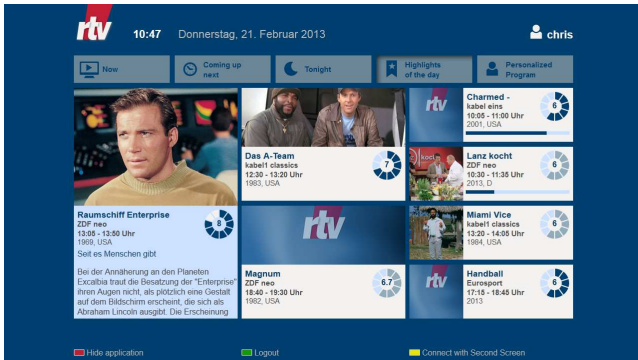 rtv
10:47
Donnerstag, 21. Februar 2013
chris
Now
Coming up
next
Tonight
Highlights
of the day
Personalized
Program
Raumschiff Enterprise
ZDF neo
13:05 - 13:50 Uhr
1969, USA
8
Seit es Menschen gibt
Bei der Annäherung an den Planeten
Excalbia traut die Besatzung der "Enterprise"
ihren Augen nicht, als plötzlich eine Gestalt
auf dem Bildschirm erscheint, die sich als
Abraham Lincoln ausgibt. Die Erscheinung
Das A-Team
kabel1 classics
12:30 - 13:20 Uhr
1983, USA
7
rtv
Magnum
ZDF neo
18:40 - 19:30 Uhr
1982, USA
6.7
rtv
Charmed -
kabel eins
10:05 - 11:00 Uhr
2001, USA
6
koch
Lanz kocht
ZDF neo
10:30 - 11:35 Uhr
2013, D
6
Miami Vice
kabel1 classics
13:20 - 14:05 Uhr
1984, USA
6
rtv
Handball
Eurosport
17:15 - 18:45 Uhr
2013
6
Hide application
Logout
Connect with Second Screen